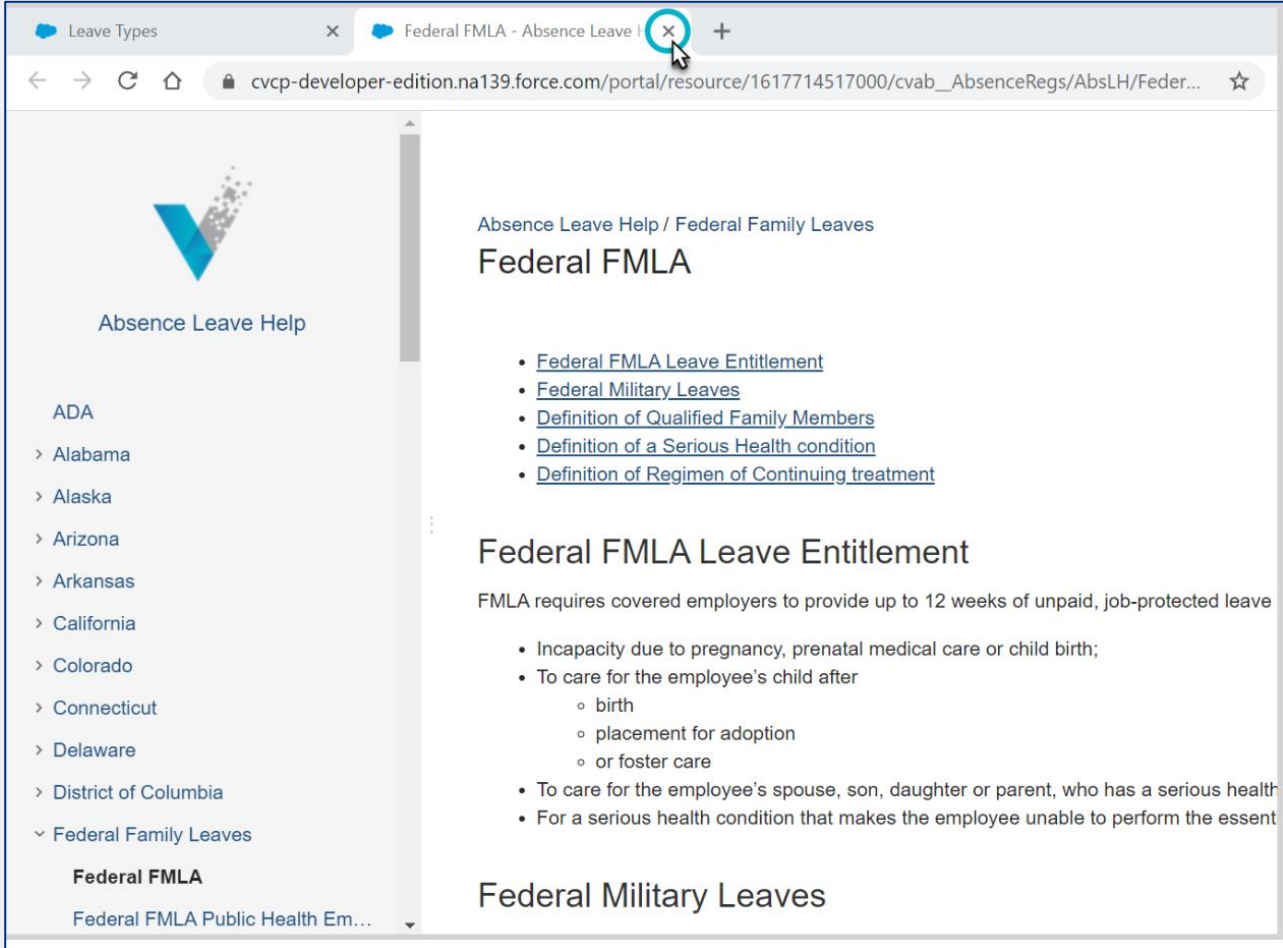 Leave Types
Federal FMLA - Absence Leave H
cvcp-developer-edition.na139.force.com/portal/resource/1617714517000/cvab__AbsenceRegs/AbsLH/Feder...
Absence Leave Help
ADA
Alabama
Alaska
Arizona
Arkansas
California
Colorado
Connecticut
Delaware
District of Columbia
Federal Family Leaves
Federal FMLA
Federal FMLA Public Health Em...
Absence Leave Help / Federal Family Leaves
Federal FMLA
• Federal FMLA Leave Entitlement
• Federal Military Leaves
• Definition of Qualified Family Members
• Definition of a Serious Health condition
• Definition of Regimen of Continuing treatment
Federal FMLA Leave Entitlement
FMLA requires covered employers to provide up to 12 weeks of unpaid, job-protected leave
• Incapacity due to pregnancy, prenatal medical care or child birth;
• To care for the employee’s child after
◦ birth
◦ placement for adoption
◦ or foster care
• To care for the employee’s spouse, son, daughter or parent, who has a serious health
• For a serious health condition that makes the employee unable to perform the essent
Federal Military Leaves